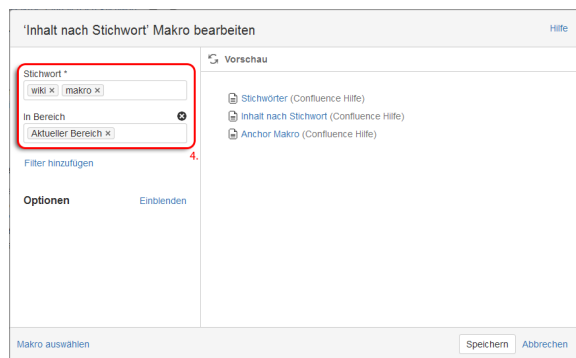 'Inhalt nach Stichwort' Makro bearbeiten
Hilfe
Vorschau
Stichwort *
wiki × makro ×
In Bereich
Aktueller Bereich ×
4.
Filter hinzufügen
Optionen Einblenden
Stichwörter (Confluence Hilfe)
Inhalt nach Stichwort (Confluence Hilfe)
Anchor Makro (Confluence Hilfe)
Makro auswählen
Speichern Abbrechen